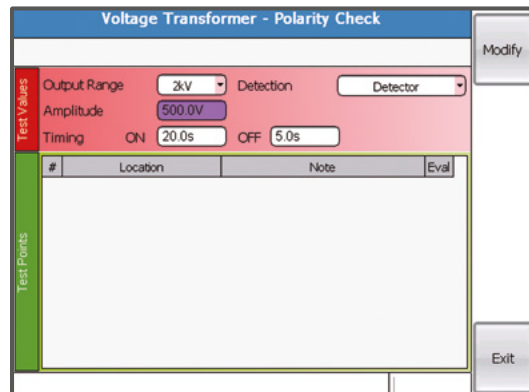 Voltage Transformer - Polarity Check
Modify
Test Values
Output Range 2kV Detection Detector
Amplitude 500.0V
Timing ON 20.0s OFF 5.0s
Test Points
# Location Note Eval
Exit